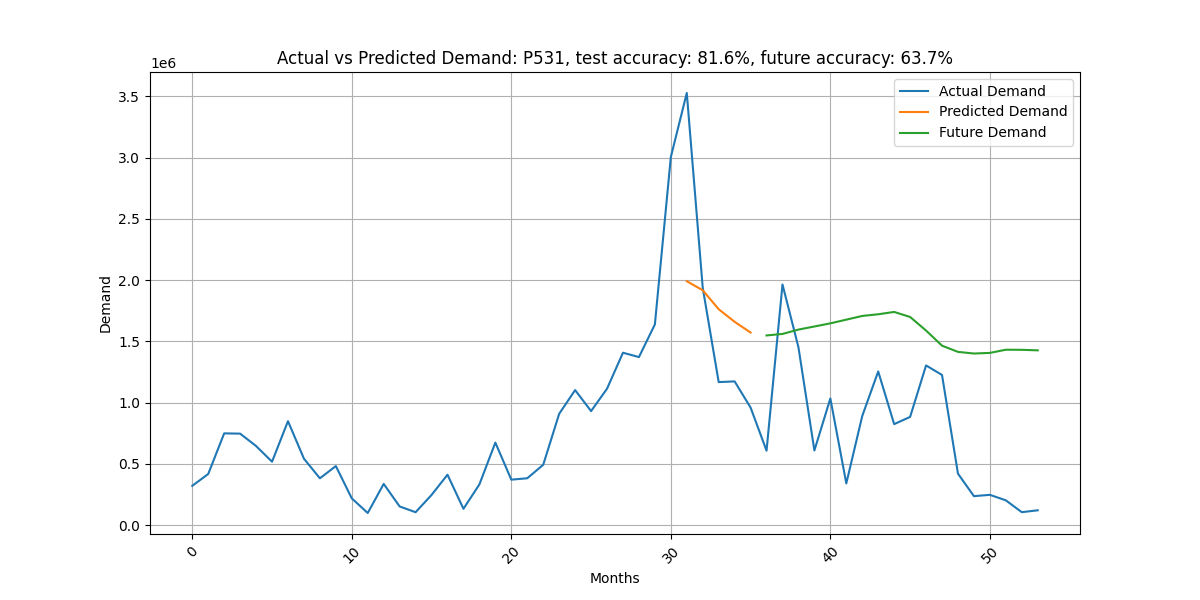 Actual vs Predicted Demand: P531, test accuracy: 81.6%, future accuracy: 63.7%
1e6
3.5
3.0
2.5
2.0
1.5
1.0
0.5
0.0
Demand
Actual Demand
Predicted Demand
Future Demand
0
10
20
30
40
50
Months